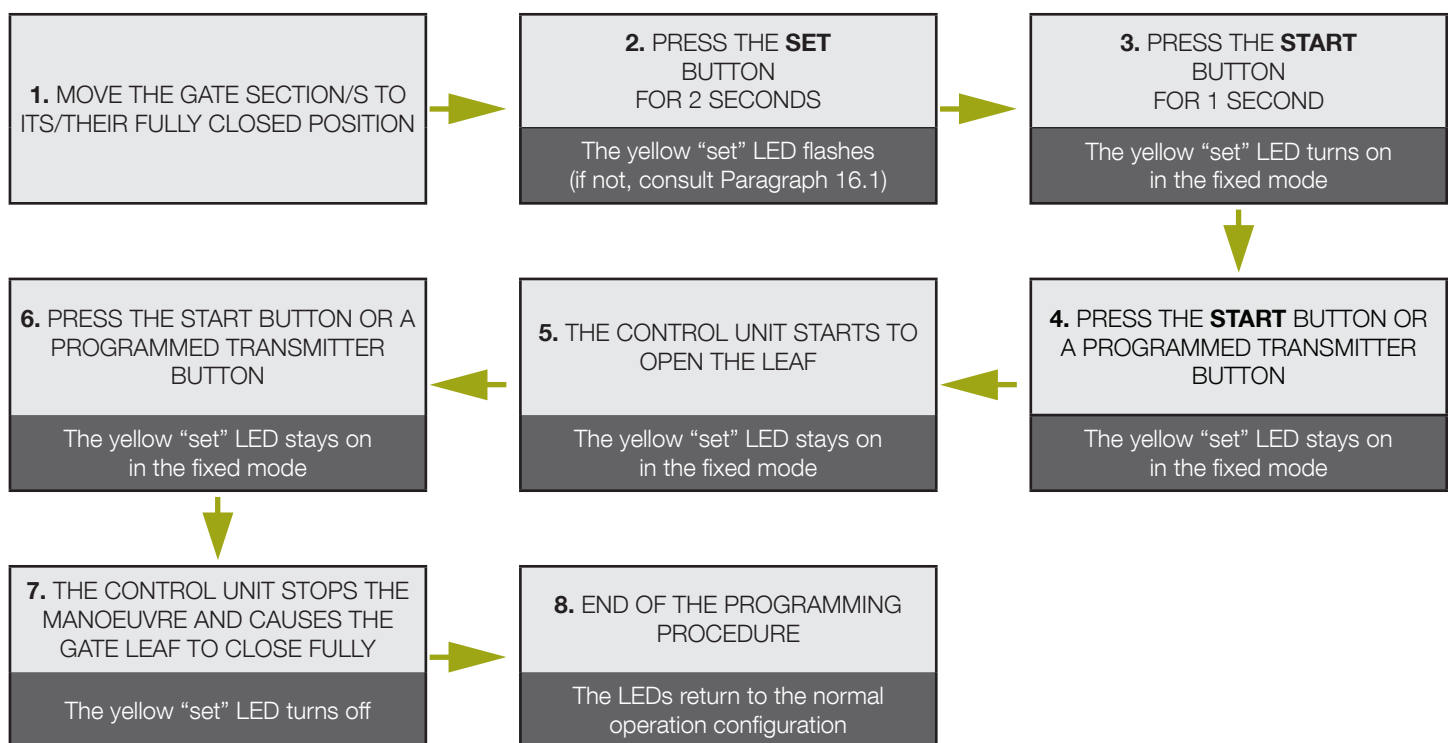 1. MOVE THE GATE SECTION/S TO
ITS/THEIR FULLY CLOSED POSITION
2. PRESS THE SET
BUTTON
FOR 2 SECONDS
The yellow “set” LED flashes
(if not, consult Paragraph 16.1)
3. PRESS THE START
BUTTON
FOR 1 SECOND
The yellow “set” LED turns on
in the fixed mode
4. PRESS THE START BUTTON OR
A PROGRAMMED TRANSMITTER
BUTTON
The yellow “set” LED stays on
in the fixed mode
5. THE CONTROL UNIT STARTS TO
OPEN THE LEAF
The yellow “set” LED stays on
in the fixed mode
6. PRESS THE START BUTTON OR A
PROGRAMMED TRANSMITTER
BUTTON
The yellow “set” LED stays on
in the fixed mode
7. THE CONTROL UNIT STOPS THE
MANOEUVRE AND CAUSES THE
GATE LEAF TO CLOSE FULLY
The yellow “set” LED turns off
8. END OF THE PROGRAMMING
PROCEDURE
The LEDs return to the normal
operation configuration